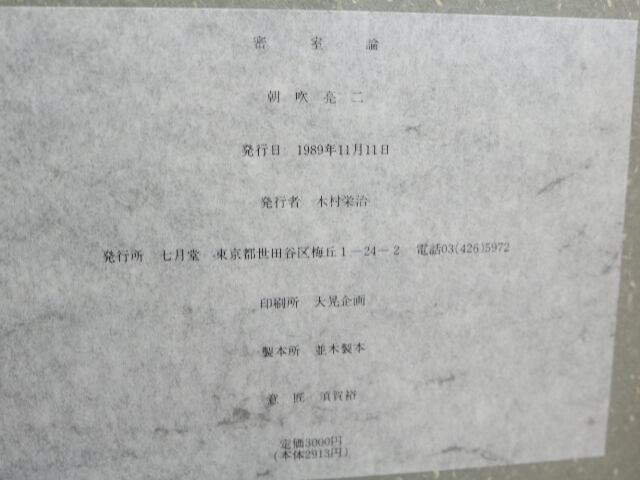 密室論
朝吹亮二
発行日 1989年11月11日
発行者 木村栄治
発行所 七月堂 東京都世田谷区梅丘1-24-2 電話03(426)5972
印刷所 大晃企画
製本所 並木製本
意匠 須賀裕
定価3000円
(本体2913円)